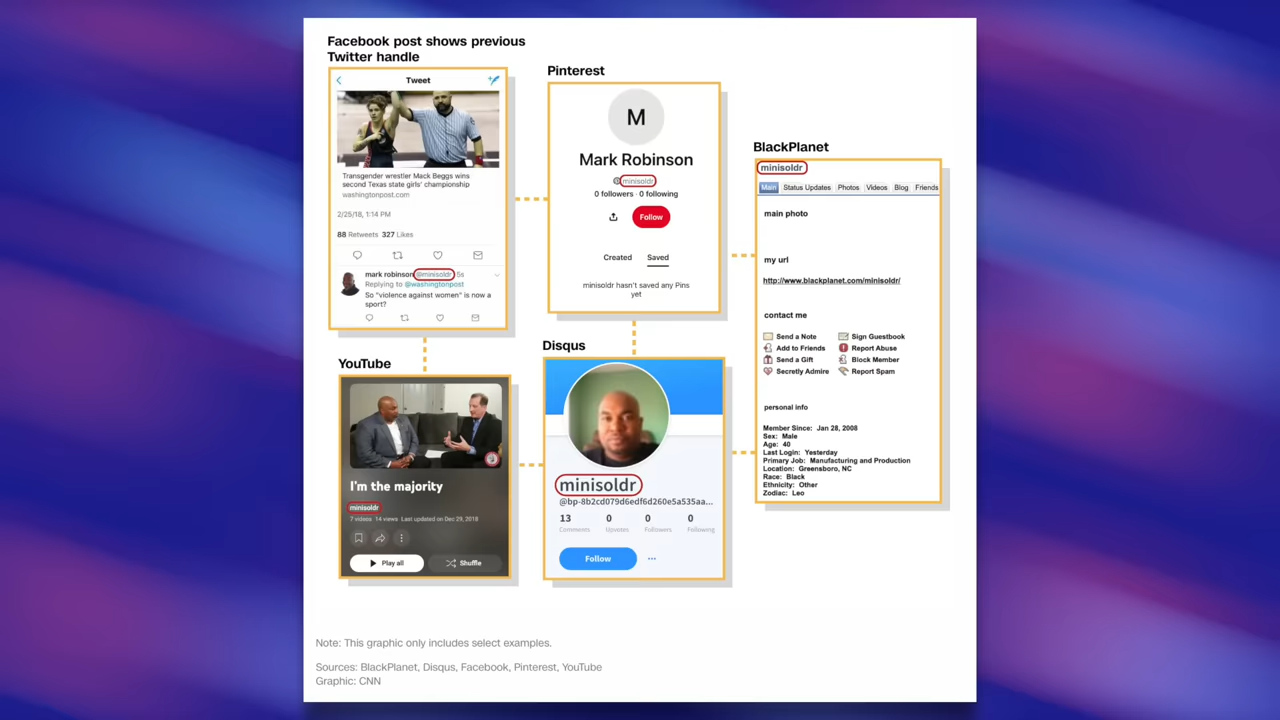 Facebook post shows previous
Twitter handle
Tweet
Transgender wrestler Mack Beggs wins
second Texas state girls' championship
washingtonpost.com
2/25/18, 1:14 PM
88 Retweets 327 Likes
mark robinson @minisoldr 5s
Replying to @washingtonpost
So "violence against women" is now a
sport?
Pinterest
M
Mark Robinson
minisoldr
0 followers · 0 following
Follow
Created Saved
minisoldr hasn't saved any Pins
yet
BlackPlanet
minisoldr
Main Status Updates Photos Videos Blog Friends
main photo
my url
http://www.blackplanet.com/minisoldr/
contact me
Send a Note Sign Guestbook
Add to Friends Report Abuse
Send a Gift Block Member
Secretly Admire Report Spam
personal info
Member Since: Jan 28, 2008
Sex: Male
Age: 40
Last Login: Yesterday
Primary Job: Manufacturing and Production
Location: Greensboro, NC
Race: Black
Ethnicity: Other
Zodiac: Leo
YouTube
I'm the majority
minisoldr
7 videos 14 views Last updated on Dec 29, 2018
Play all Shuffle
Disqus
minisoldr
@bp-8b2cd079d6edf6d260e5a535aa...
13 0 0 0
Comments Upvotes Followers Following
Follow
Note: This graphic only includes select examples.
Sources: BlackPlanet, Disqus, Facebook, Pinterest, YouTube
Graphic: CNN